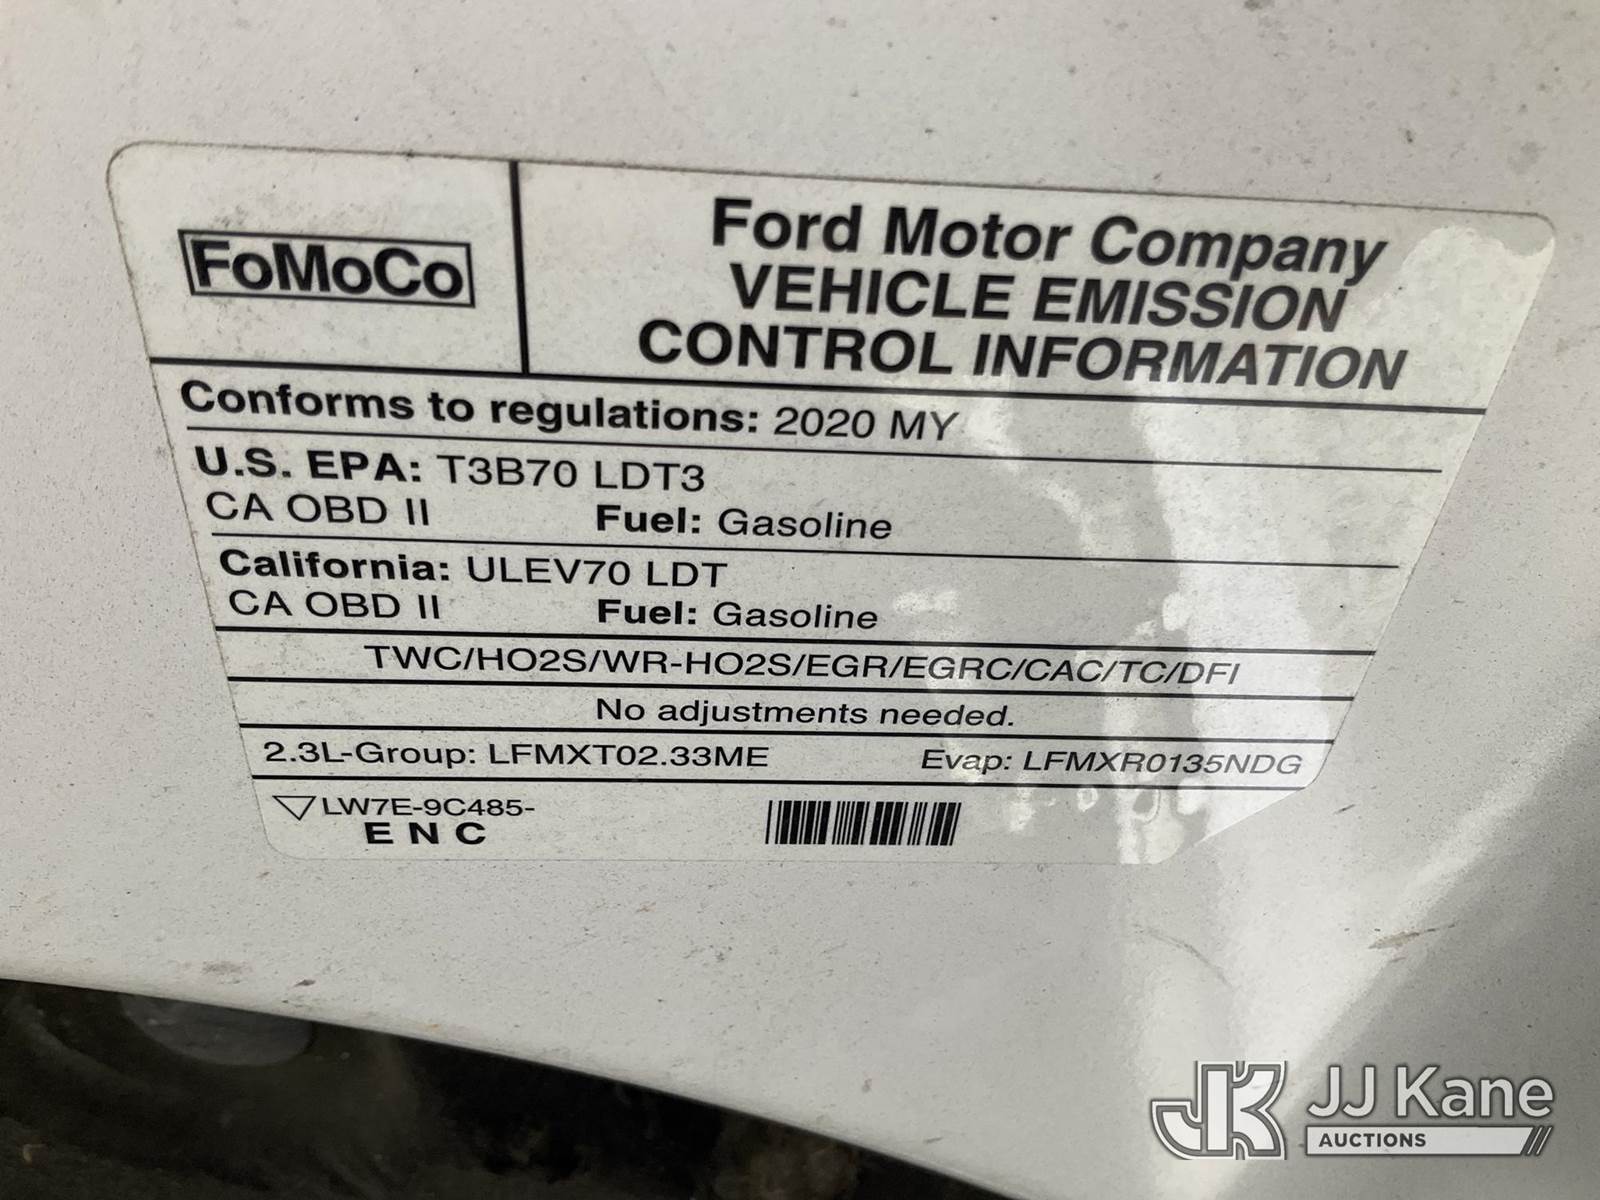 FoMoCo
Ford Motor Company
VEHICLE EMISSION
CONTROL INFORMATION
Conforms to regulations: 2020 MY
U.S. EPA: T3B70 LDT3
CA OBD II Fuel: Gasoline
California: ULEV70 LDT
CA OBD II Fuel: Gasoline
TWC/HO2S/WR-HO2S/EGR/EGRC/CAC/TC/DFI
No adjustments needed.
2.3L-Group: LFMXT02.33ME Evap: LFMXR0135NDG
LW7E-9C485-
E N C
JK JJ Kane
AUCTIONS